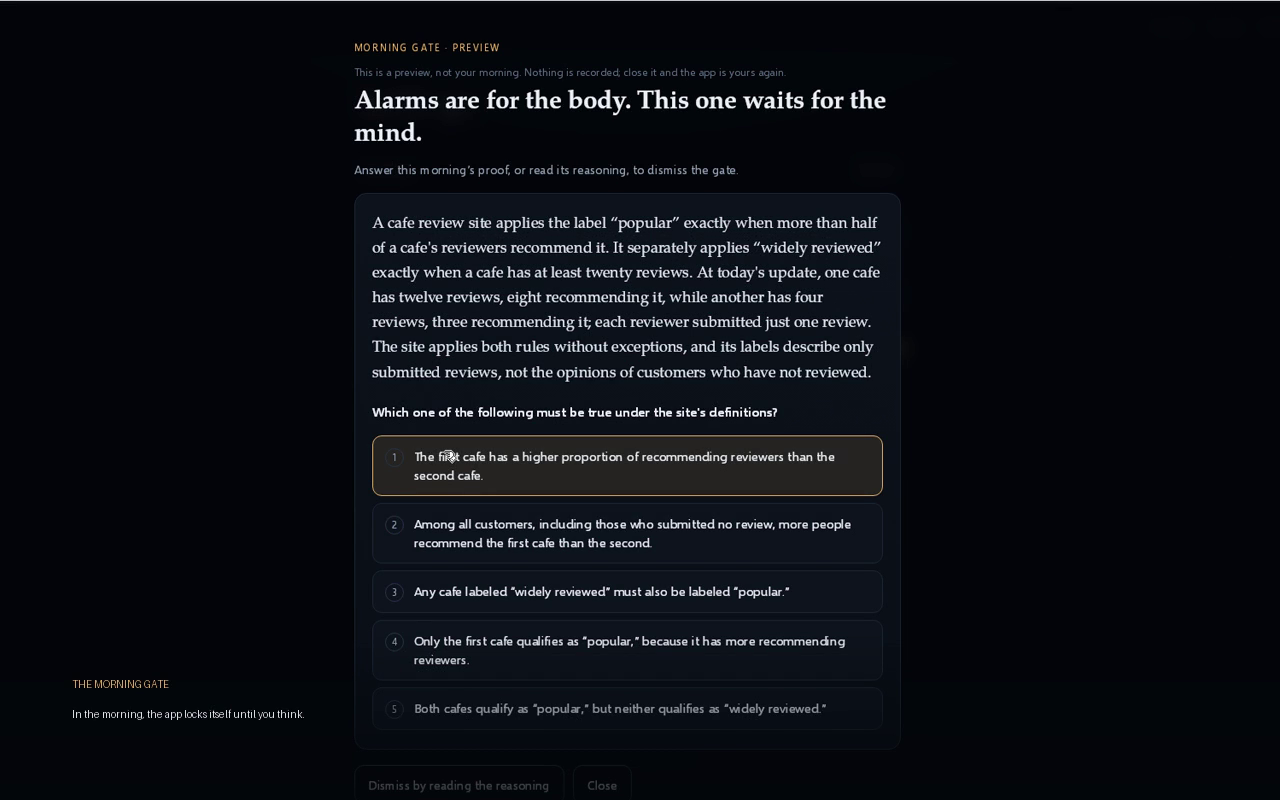 MORNING GATE · PREVIEW
This is a preview, not your morning. Nothing is recorded; close it and the app is yours again.
Alarms are for the body. This one waits for the
mind.
Answer this morning's proof, or read its reasoning, to dismiss the gate.
A cafe review site applies the label “popular” exactly when more than half
of a cafe's reviewers recommend it. It separately applies “widely reviewed”
exactly when a cafe has at least twenty reviews. At today's update, one cafe
has twelve reviews, eight recommending it, while another has four
reviews, three recommending it; each reviewer submitted just one review.
The site applies both rules without exceptions, and its labels describe only
submitted reviews, not the opinions of customers who have not reviewed.
Which one of the following must be true under the site's definitions?
1 The first cafe has a higher proportion of recommending reviewers than the
second cafe.
2 Among all customers, including those who submitted no review, more people
recommend the first cafe than the second.
3 Any cafe labeled “widely reviewed” must also be labeled “popular.”
4 Only the first cafe qualifies as “popular,” because it has more recommending
reviewers.
5 Both cafes qualify as “popular,” but neither qualifies as “widely reviewed.”
Dismiss by reading the reasoning Close
THE MORNING GATE
In the morning, the app locks itself until you think.